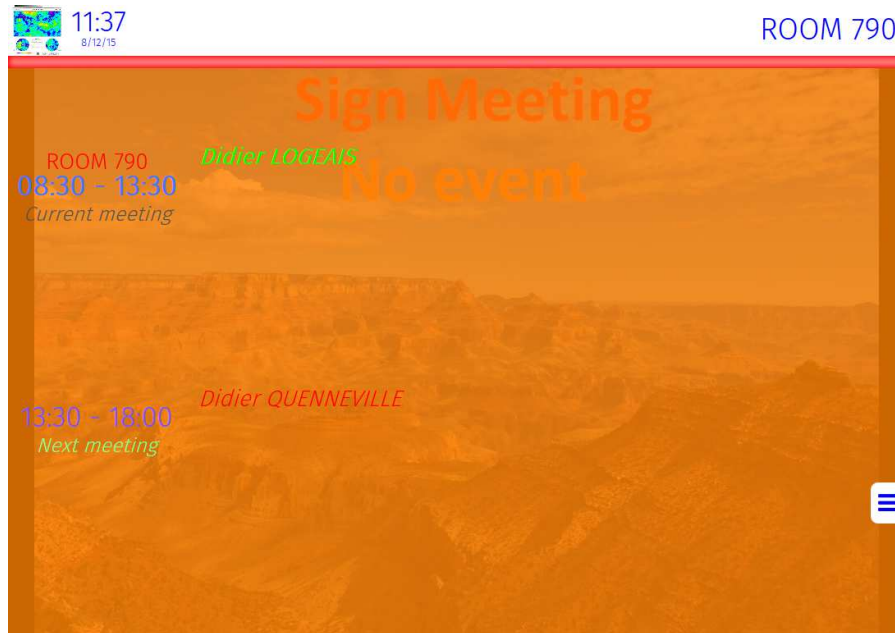 11:37
8/12/15
ROOM 790
Sign Meeting
No event
ROOM 790
08:30 - 13:30
Current meeting
Didier LOGEAIS
13:30 - 18:00
Next meeting
Didier QUENNEVILLE